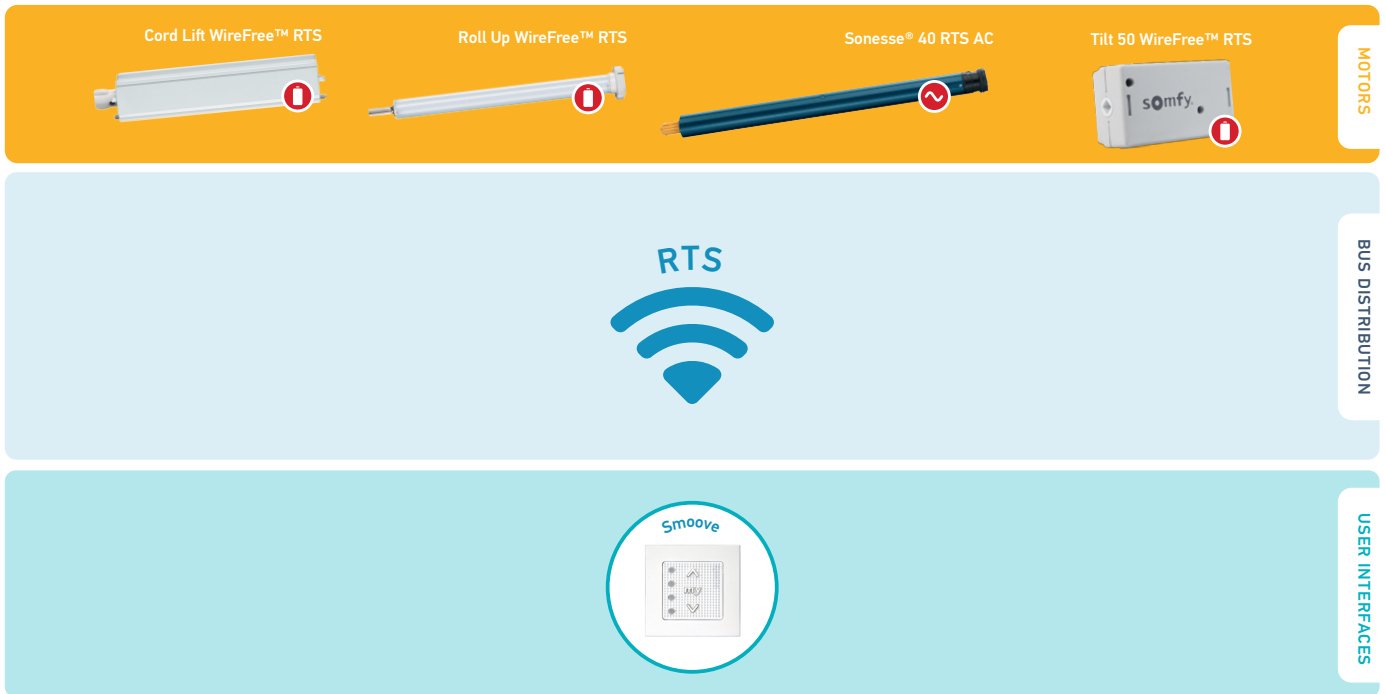 Cord Lift WireFree™ RTS
Roll Up WireFree™ RTS
Sonesse® 40 RTS AC
Tilt 50 WireFree™ RTS
somfy.
MOTORS
RTS
BUS DISTRIBUTION
Smoove
my
USER INTERFACES